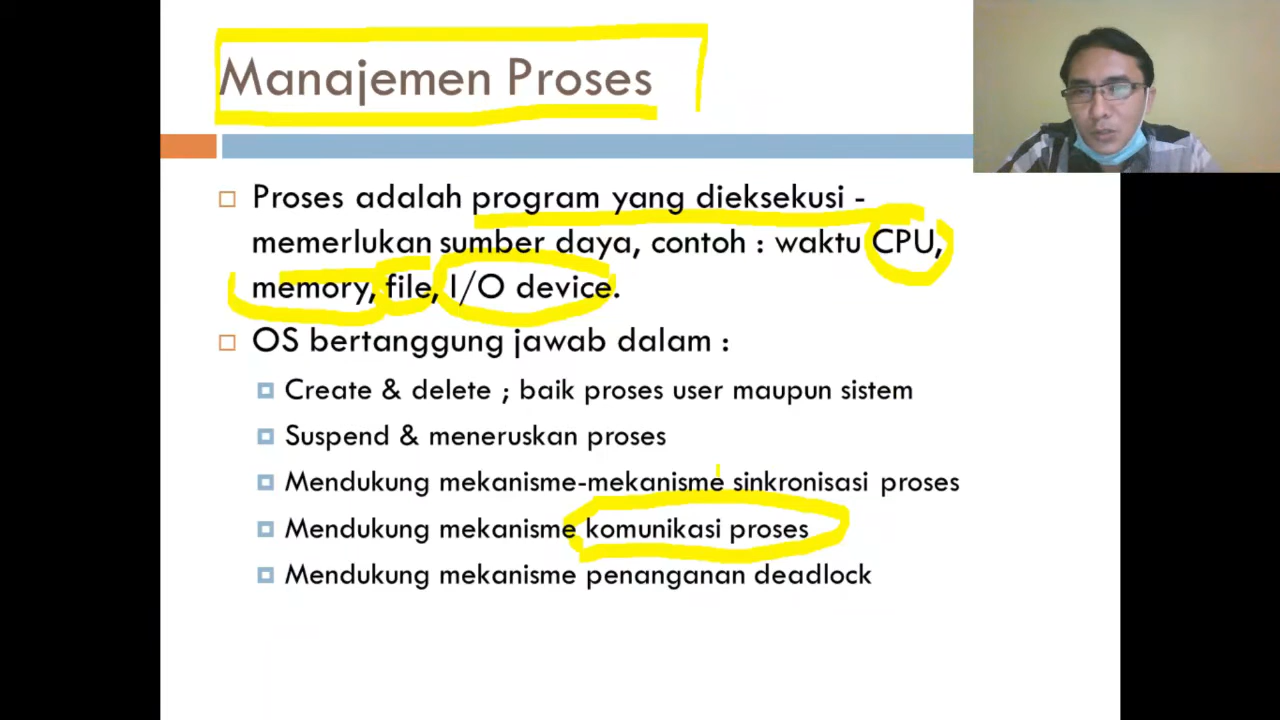 Manajemen Proses
Proses adalah program yang dieksekusi -
memerlukan sumber daya, contoh : waktu CPU,
memory, file, I/O device.
OS bertanggung jawab dalam :
Create & delete ; baik proses user maupun sistem
Suspend & meneruskan proses
Mendukung mekanisme-mekanisme sinkronisasi proses
Mendukung mekanisme komunikasi proses
Mendukung mekanisme penanganan deadlock